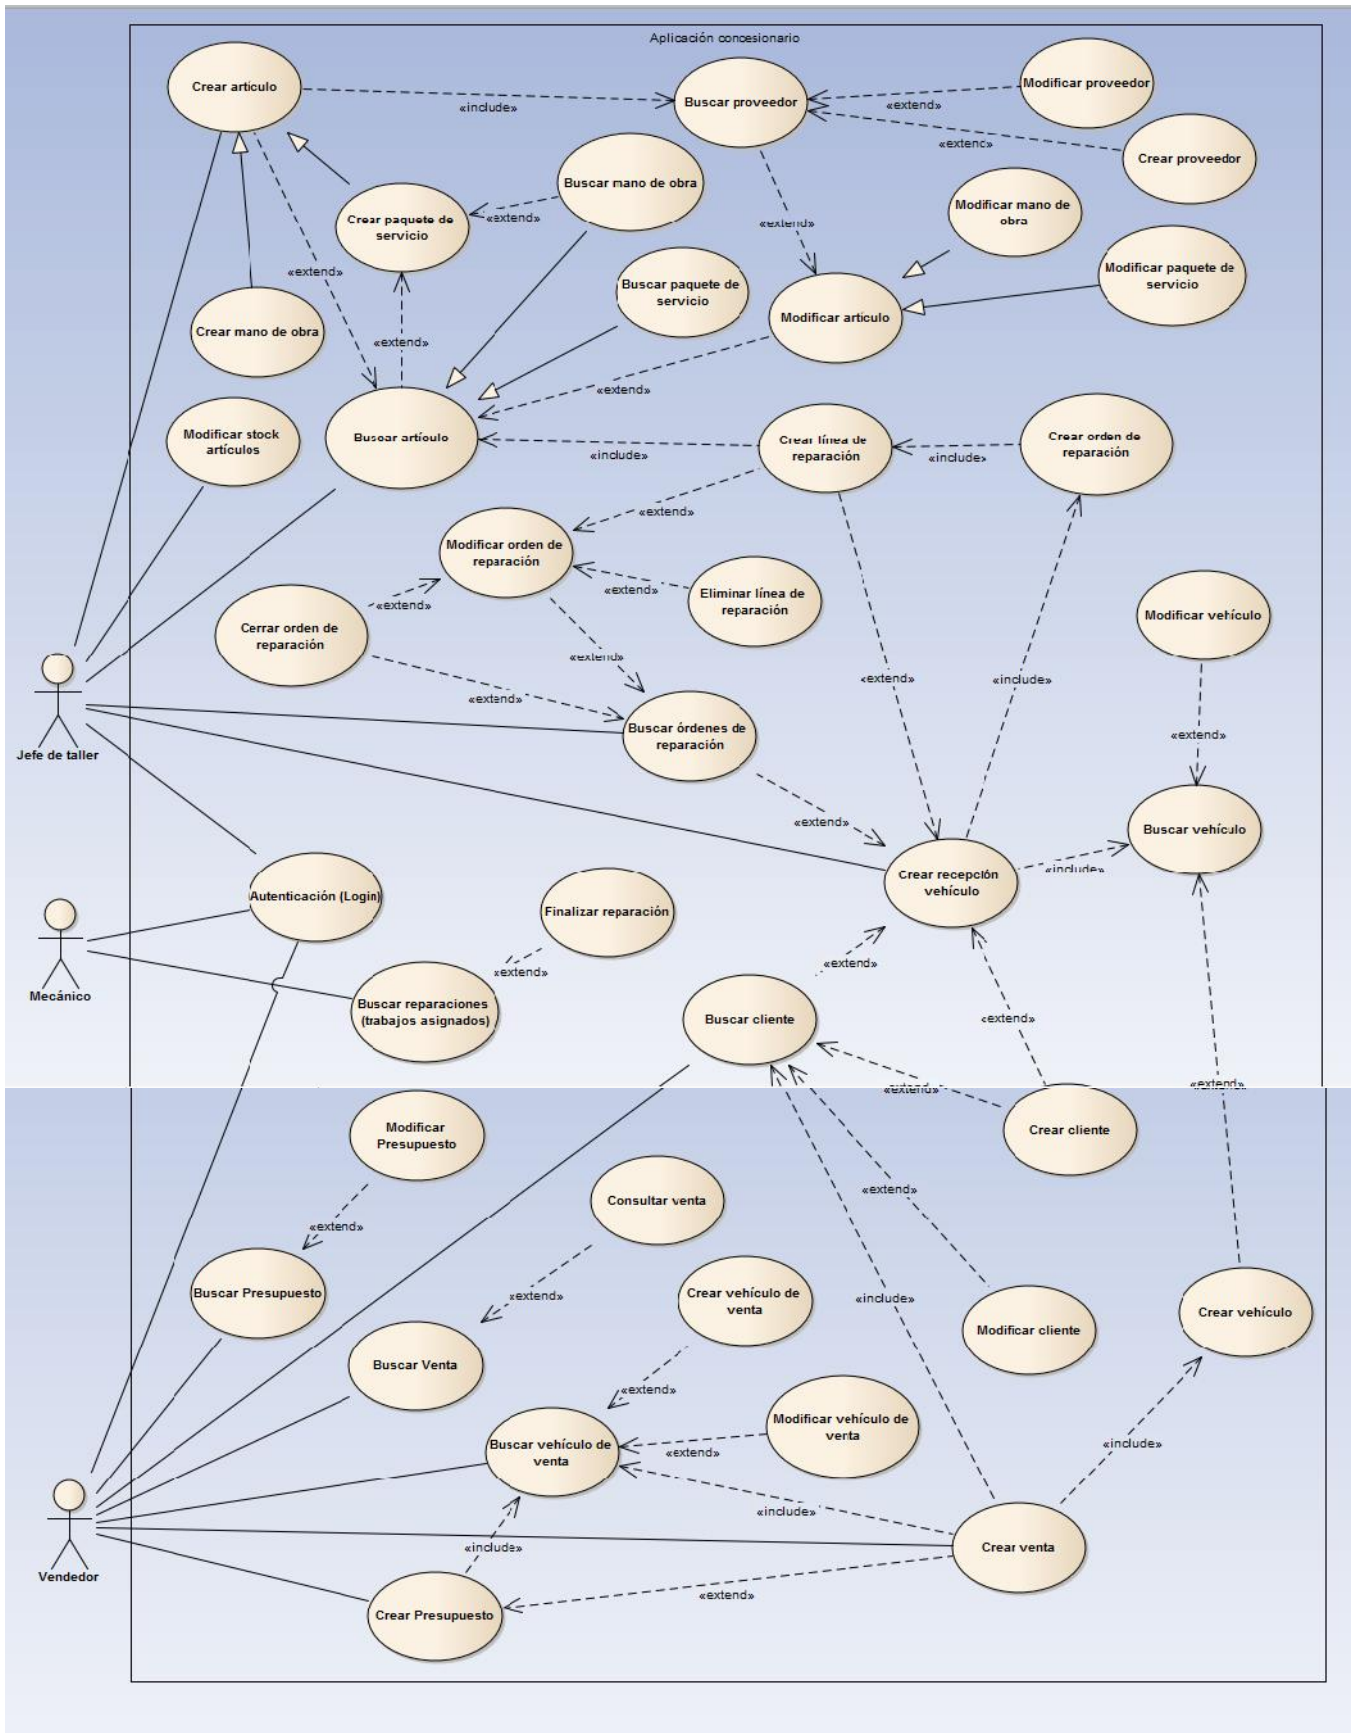 Aplicación concesionario
Crear artículo
«include»
Buscar proveedor
«extend»
Modificar proveedor
«extend»
Crear proveedor
Buscar mano de obra
Crear paquete de
servicio
«extend»
«extend»
Modificar mano de
obra
«extend»
Buscar paquete de
servicio
Modificar paquete de
servicio
Crear mano de obra
«extend»
Modificar artículo
«extend»
Modificar stock
artículos
Buscar artículo
«include»
Crear línea de
reparación
«include»
Crear orden de
reparación
«extend»
Modificar orden de
reparación
«extend»
Eliminar línea de
reparación
«extend»
Cerrar orden de
reparación
Modificar vehículo
«extend»
«extend»
«extend»
«include»
Buscar órdenes de
reparación
«extend»
Jefe de taller
«extend»
Buscar vehículo
Crear recepción
vehículo
«include»
Autenticación (Login)
Finalizar reparación
«extend»
«extend»
Mecánico
Buscar reparaciones
(trabajos asignados)
Buscar cliente
«extend»
«extend»
«extend»
Modificar
Presupuesto
Crear cliente
«extend»
Consultar venta
«extend»
Buscar Presupuesto
«extend»
Crear vehículo de
venta
«include»
Modificar cliente
Crear vehículo
Buscar Venta
«extend»
Buscar vehículo de
venta
«extend»
Modificar vehículo de
venta
«include»
«include»
«include»
Crear venta
Vendedor
«extend»
Crear Presupuesto